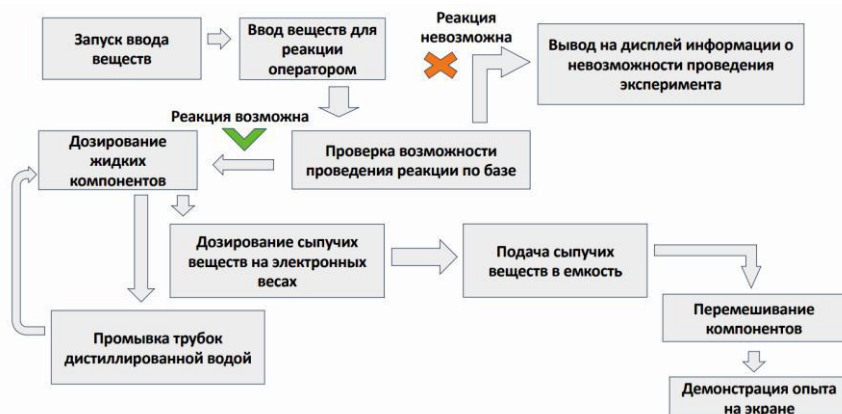 Запуск ввода
веществ
Ввод веществ для
реакции
оператором
Реакция
невозможна
Вывод на дисплей информации о
невозможности проведения
эксперимента
Реакция возможна
Проверка возможности
проведения реакции по базе
Дозирование
жидких
компонентов
Дозирование сыпучих
веществ на электронных
весах
Подача сыпучих
веществ в емкость
Промывка трубок
дистиллированной водой
Перемешивание
компонентов
Демонстрация опыта
на экране